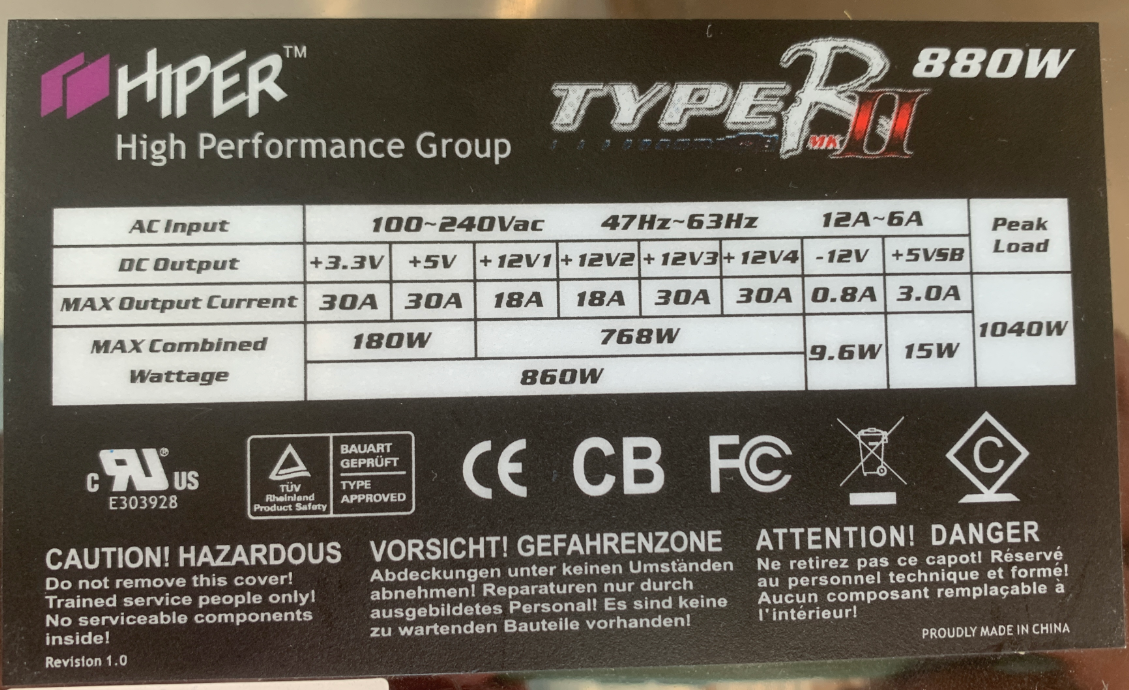 HIPER™
High Performance Group
TYPE R MK II
880W
AC Input 100~240Vac 47Hz~63Hz 12A~6A Peak Load
DC Output +3.3V +5V +12V1 +12V2 +12V3 +12V4 -12V +5VSB
MAX Output Current 30A 30A 18A 18A 30A 30A 0.8A 3.0A 1040W
MAX Combined Wattage 180W 768W 9.6W 15W
860W
C RU® US
E303928
TÜV
Rheinland
Product Safety
BAUART
GEPRÜFT
TYPE
APPROVED
CE
CB
FC
C
CAUTION! HAZARDOUS
Do not remove this cover!
Trained service people only!
No serviceable components
inside!
Revision 1.0
VORSICHT! GEFAHRENZONE
Abdeckungen unter keinen Umständen
abnehmen! Reparaturen nur durch
ausgebildetes Personal! Es sind keine
zu wartenden Bauteile vorhanden!
ATTENTION! DANGER
Ne retirez pas ce capot! Réservé
au personnel technique et formé!
Aucun composant remplaçable à
l'intérieur!
PROUDLY MADE IN CHINA